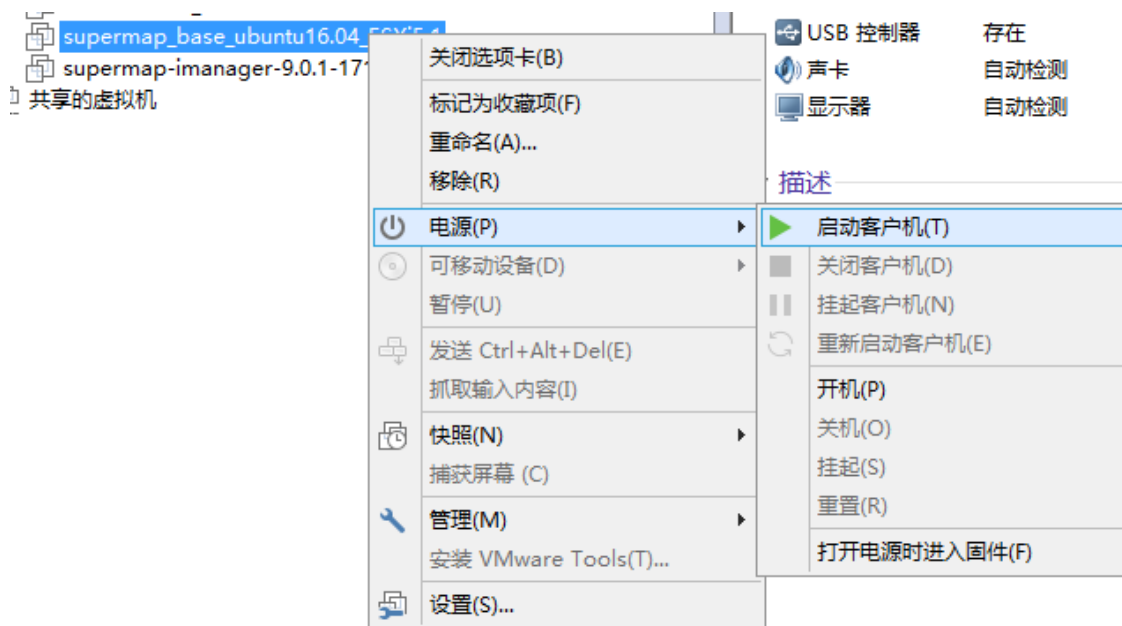 supermap_base_ubuntu16.04_ESXi5.1
supermap-imanager-9.0.1-171
共享的虚拟机
关闭选项卡(B)
标记为收藏项(F)
重命名(A)...
移除(R)
电源(P)
可移动设备(D)
暂停(U)
发送 Ctrl+Alt+Del(E)
抓取输入内容(I)
快照(N)
捕获屏幕 (C)
管理(M)
安装 VMware Tools(T)...
设置(S)...
USB 控制器 存在
声卡 自动检测
显示器 自动检测
描述
启动客户机(T)
关闭客户机(D)
挂起客户机(N)
重新启动客户机(E)
开机(P)
关机(O)
挂起(S)
重置(R)
打开电源时进入固件(F)